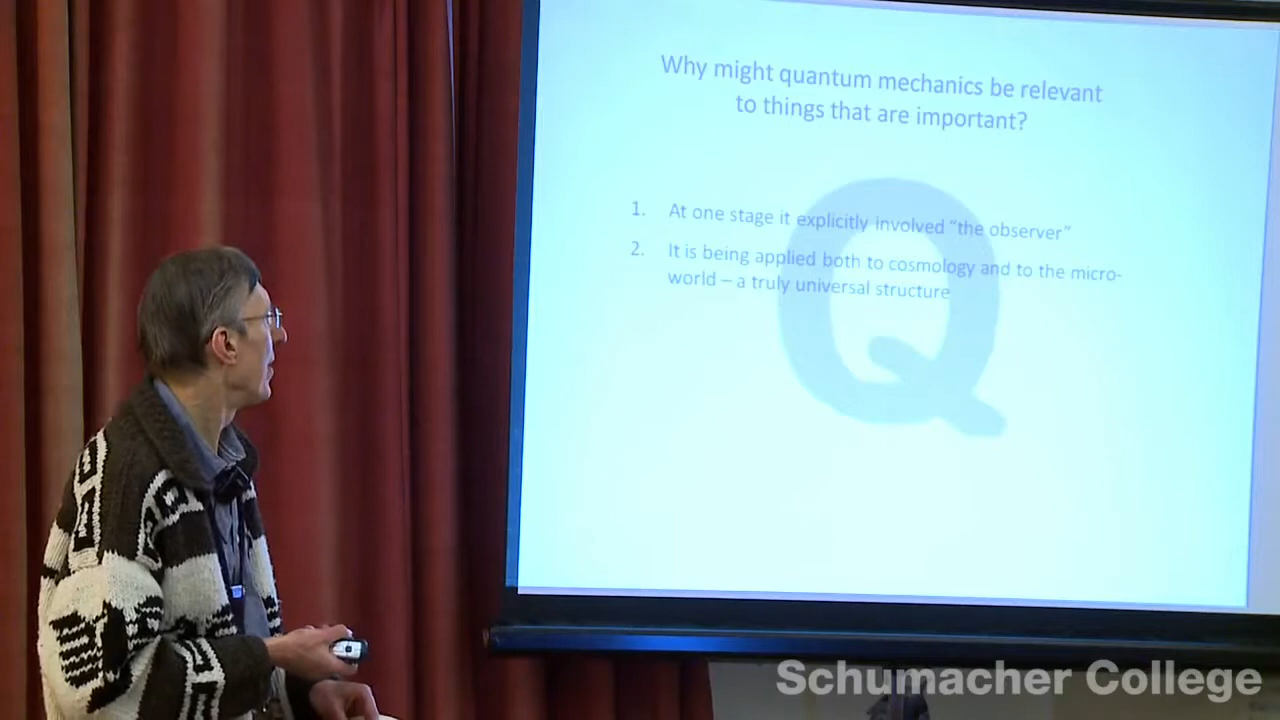 Why might quantum mechanics be relevant
to things that are important?
Q
1. At one stage it explicitly involved “the observer”
2. It is being applied both to cosmology and to the micro-
world – a truly universal structure
Schumacher College